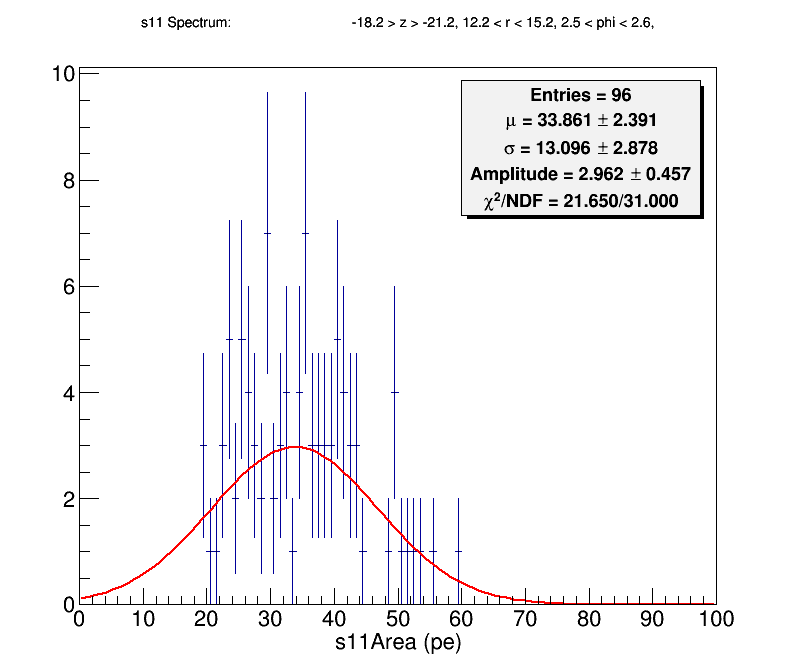 s11 Spectrum: -18.2 > z > -21.2, 12.2 < r < 15.2, 2.5 < phi < 2.6,
Entries = 96
μ = 33.861 ± 2.391
σ = 13.096 ± 2.878
Amplitude = 2.962 ± 0.457
χ²/NDF = 21.650/31.000
10
8
6
4
2
0
0 10 20 30 40 50 60 70 80 90 100
s11Area (pe)